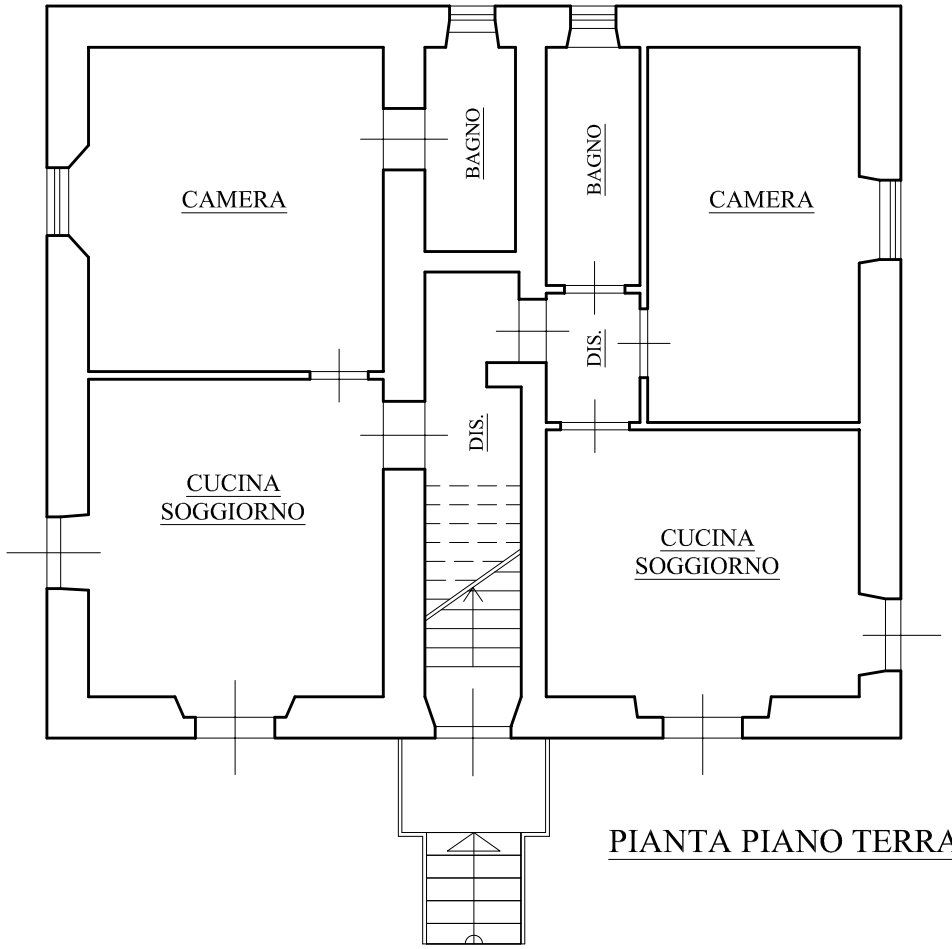 BAGNO
BAGNO
CAMERA
CAMERA
DIS.
DIS.
CUCINA
SOGGIORNO
CUCINA
SOGGIORNO
PIANTA PIANO TERRA